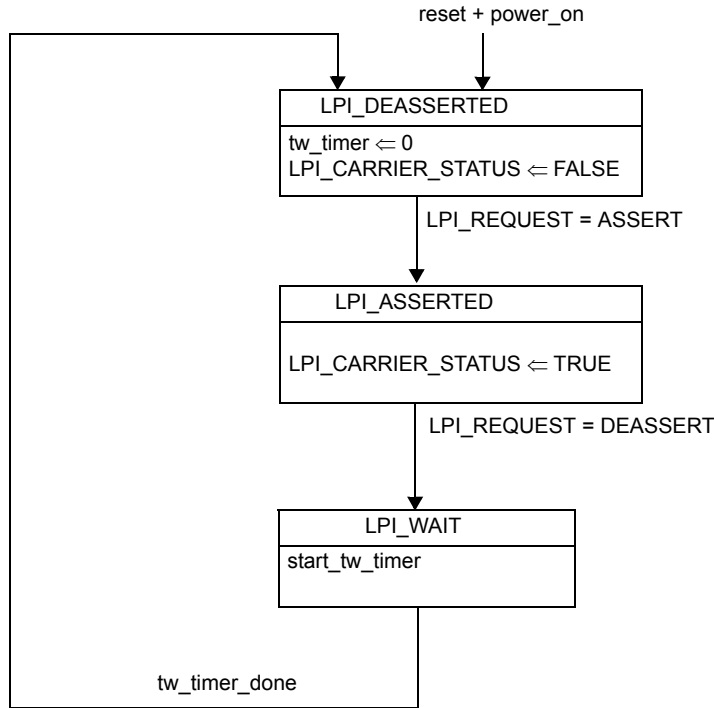 reset + power_on
LPI_DEASSERTED
tw_timer ⇐ 0
LPI_CARRIER_STATUS ⇐ FALSE
LPI_REQUEST = ASSERT
LPI_ASSERTED
LPI_CARRIER_STATUS ⇐ TRUE
LPI_REQUEST = DEASSERT
LPI_WAIT
start_tw_timer
tw_timer_done